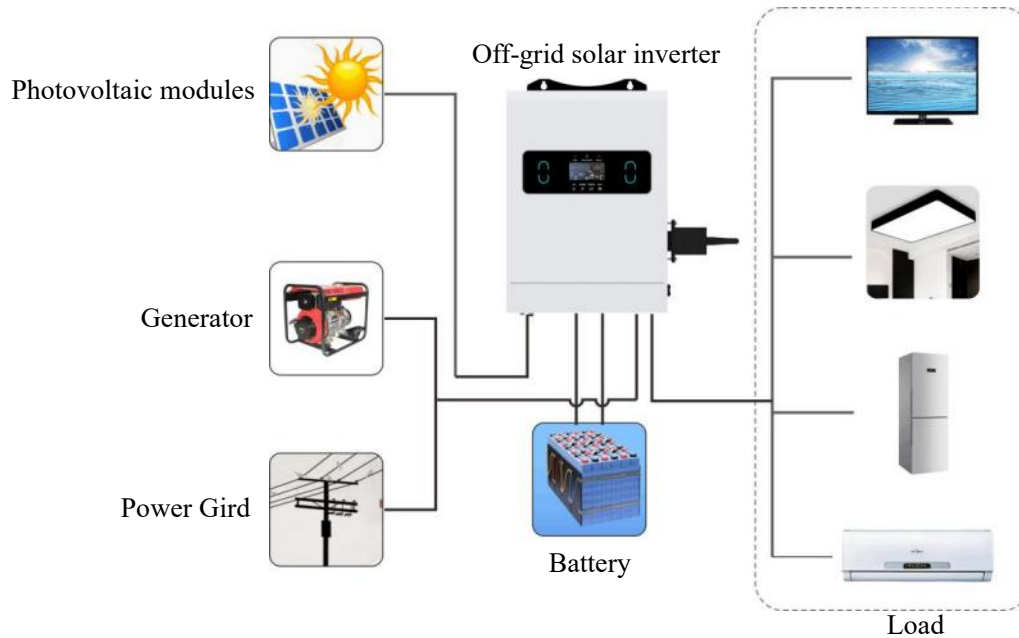 Off-grid solar inverter
Photovoltaic modules
Generator
Power Gird
Battery
Load